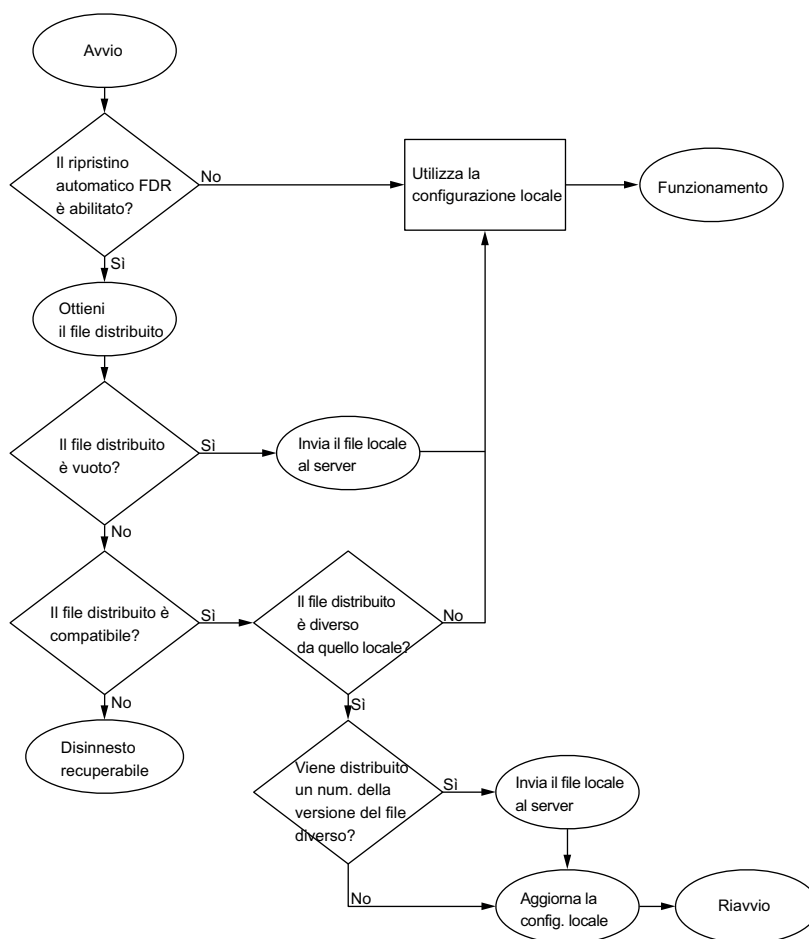 Avvio
Il ripristino
automatico FDR
è abilitato?
No
Utilizza la
configurazione locale
Funzionamento
Sì
Ottieni
il file distribuito
Il file distribuito
è vuoto?
Sì
Invia il file locale
al server
No
Il file distribuito è
compatibile?
Sì
Il file distribuito
è diverso
da quello locale?
No
No
Sì
Disinnesto
recuperabile
Viene distribuito
un num. della
versione del file
diverso?
Sì
Invia il file locale
al server
No
Aggiorna la
config. locale
Riavvio